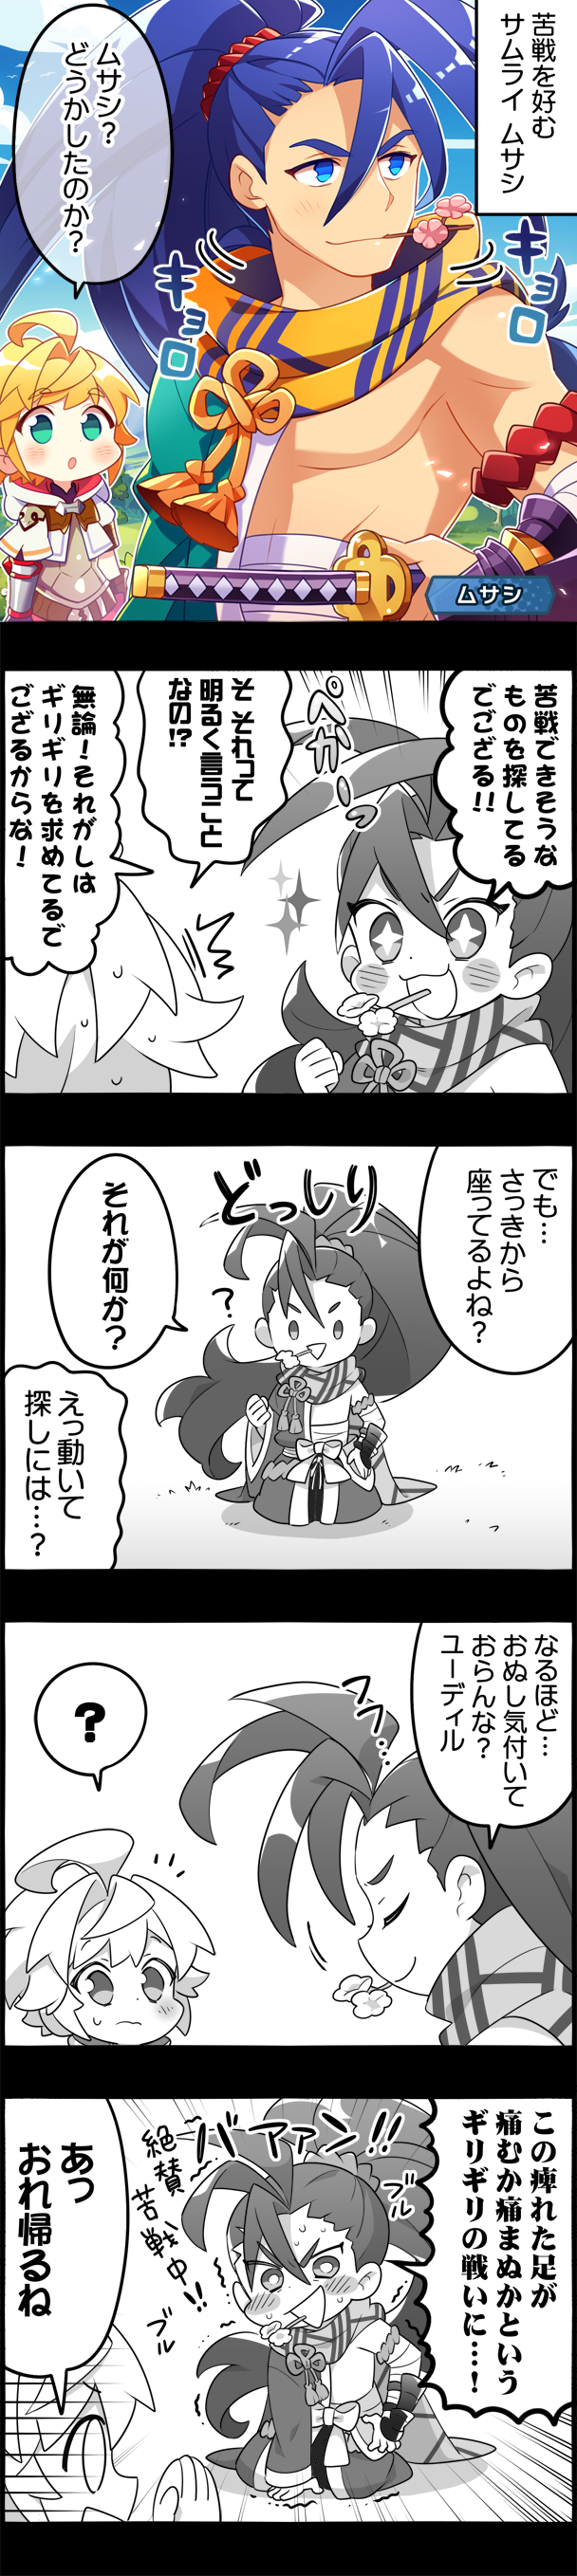 苦戦を好む
サムライ ムサシ
ムサシ?
どうかしたのか?
キョロ
キョロ
ムサシ
苦戦できそうな
ものを探してる
でござる!!
ペカーッ
そ それって
明るく言うこと
なの!?
無論!それがしは
ギリギリを求めてるで
ござるからな!
でも…
さっきから
座ってるよね?
どっしり
?
それが何か?
えっ動いて
探しには…?
なるほど…
おぬし気付いて
おらんな?
ユーディル
フフ…
?
この痺れた足が
痛むか痛まぬかという
ギリギリの戦いに…!
バァァン!!
絶賛
苦戦中!!
ブル
ブル
あっ
おれ帰るね